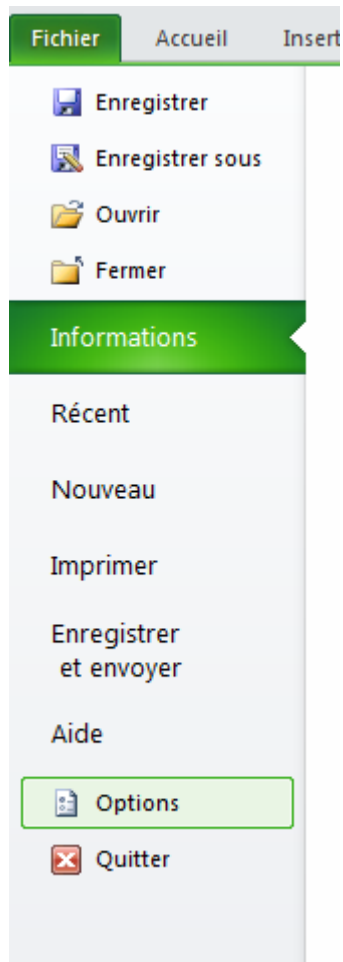 Fichier Accueil Insert
Enregistrer
Enregistrer sous
Ouvrir
Fermer
Informations
Récent
Nouveau
Imprimer
Enregistrer
et envoyer
Aide
Options
Quitter